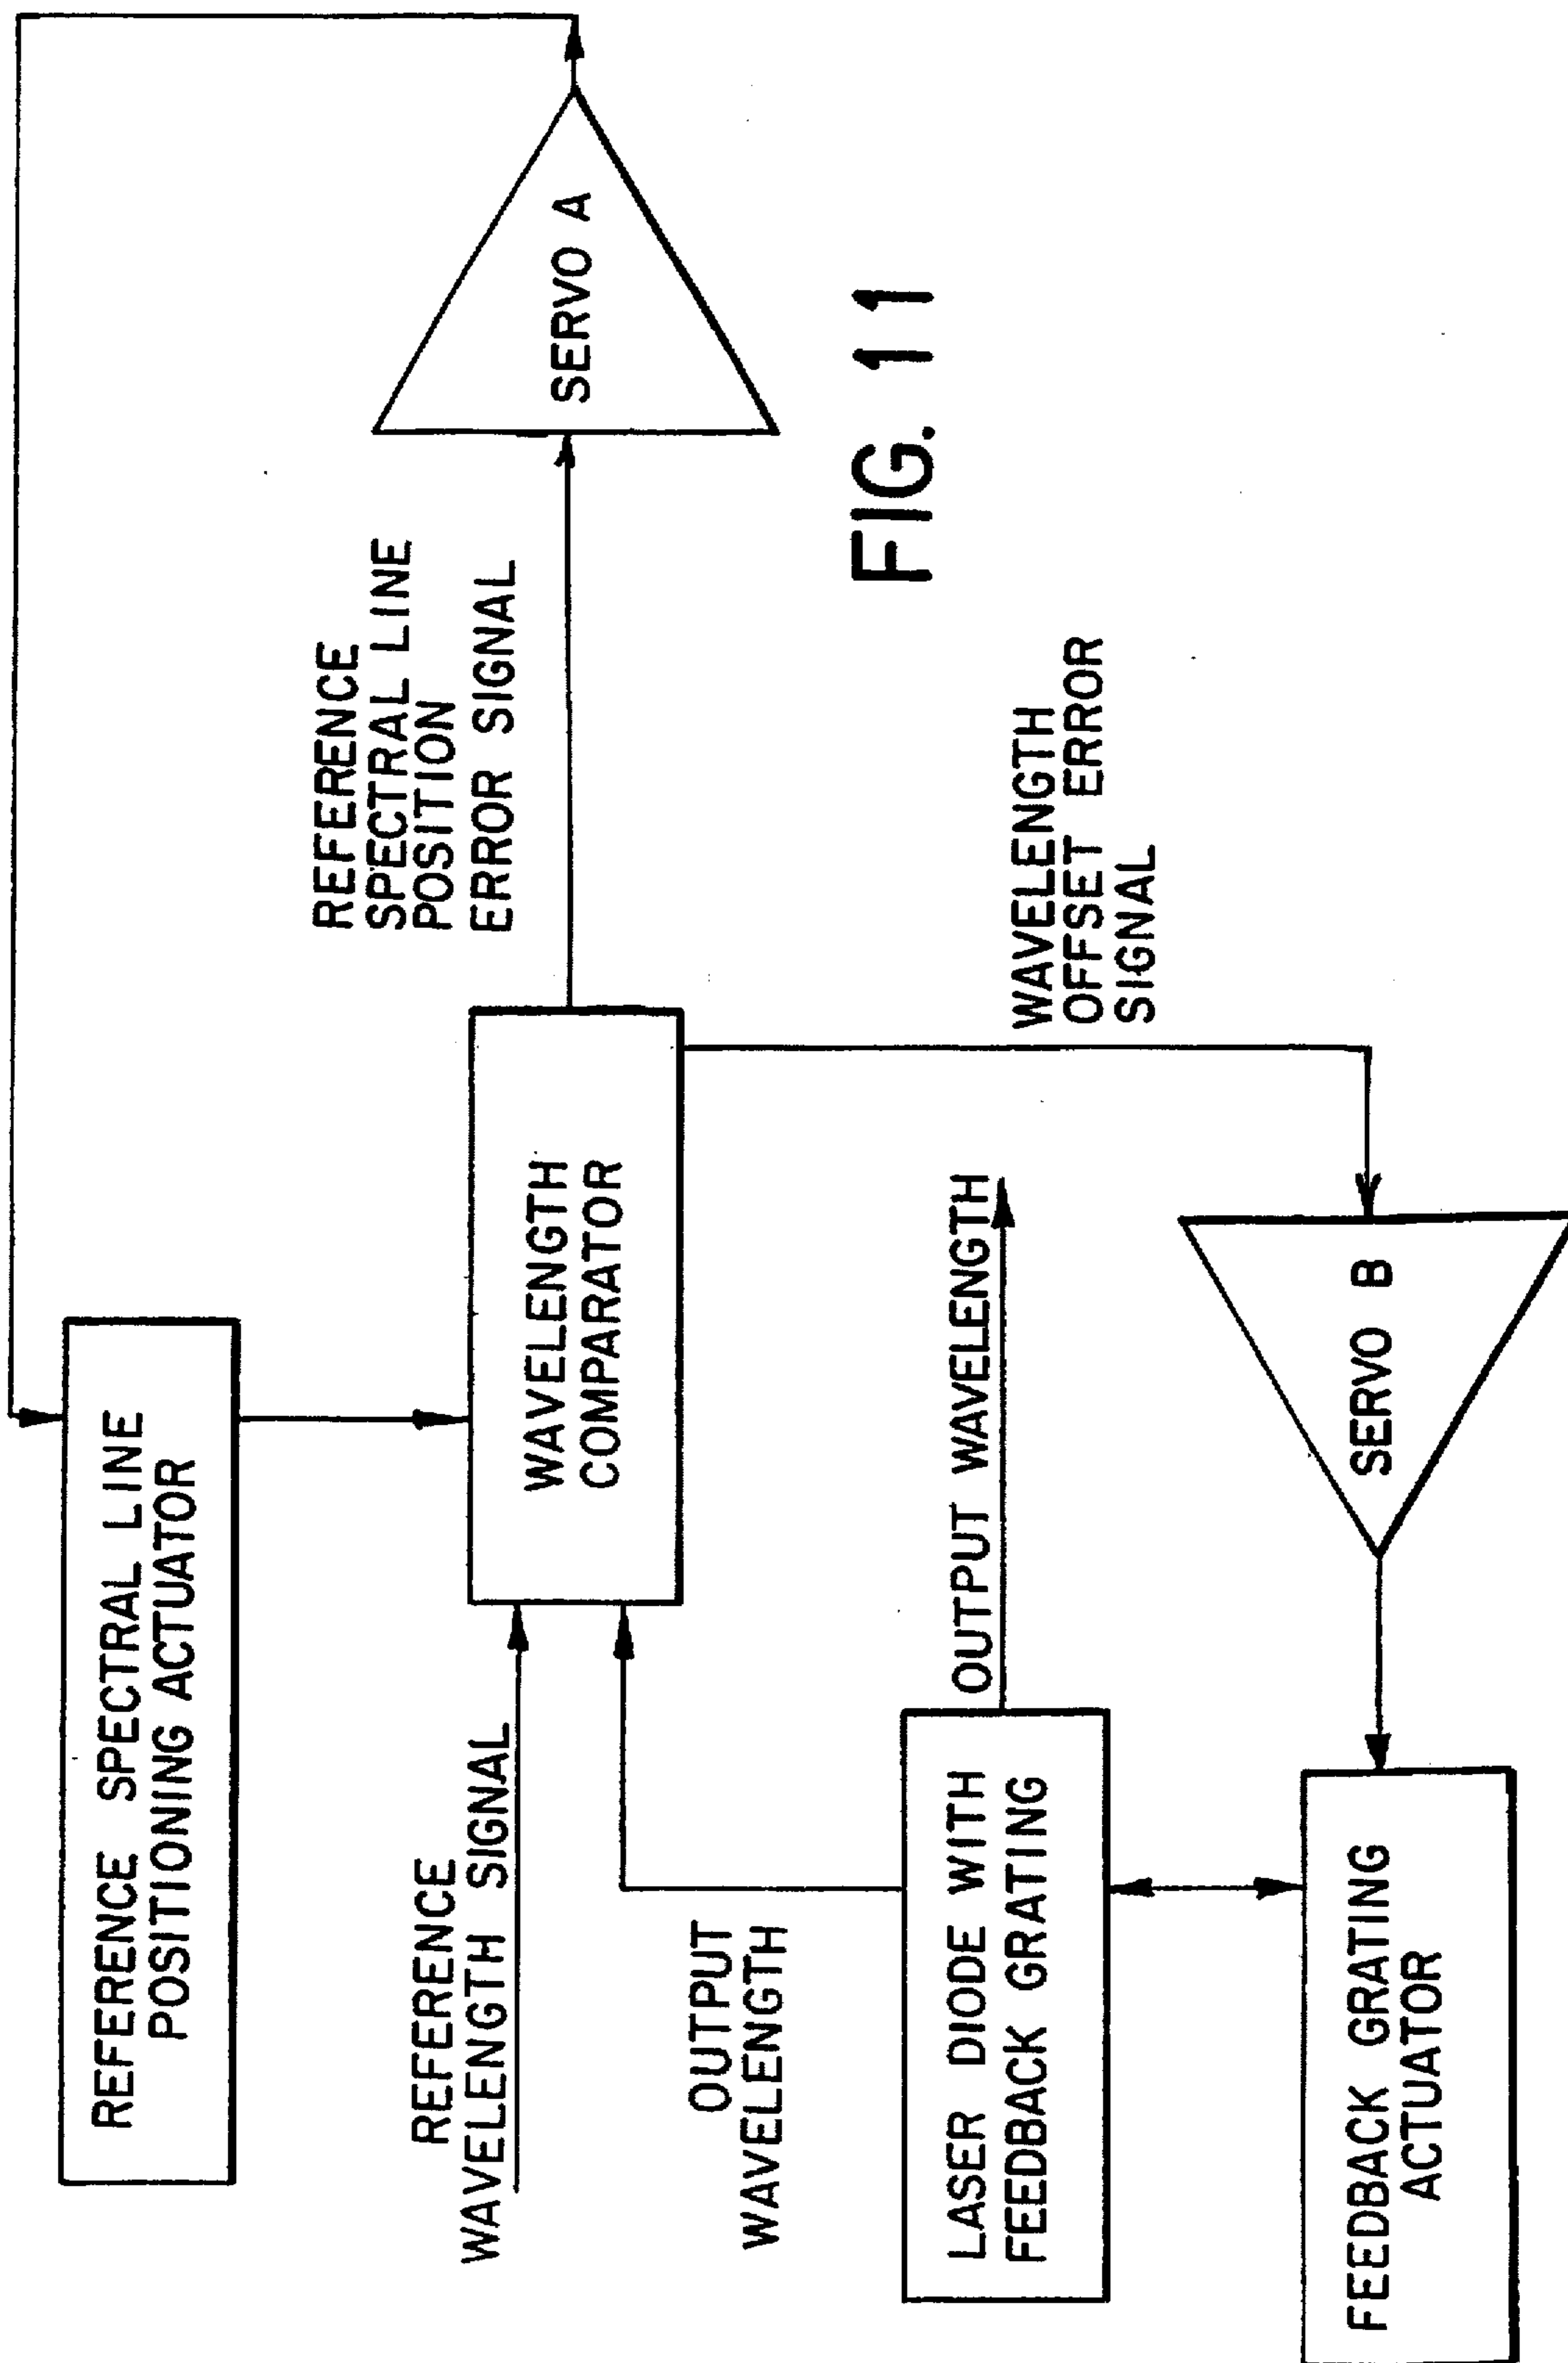 REFERENCE SPECTRAL LINE
POSITIONING ACTUATOR
REFERENCE
WAVELENGTH SIGNAL
WAVELENGTH
COMPARATOR
REFERENCE
SPECTRAL LINE
POSITION
ERROR SIGNAL
SERVO A
OUTPUT
WAVELENGTH
LASER DIODE WITH
FEEDBACK GRATING
OUTPUT WAVELENGTH
WAVELENGTH
OFFSET ERROR
SIGNAL
FEEDBACK GRATING
ACTUATOR
SERVO B
FIG. 11